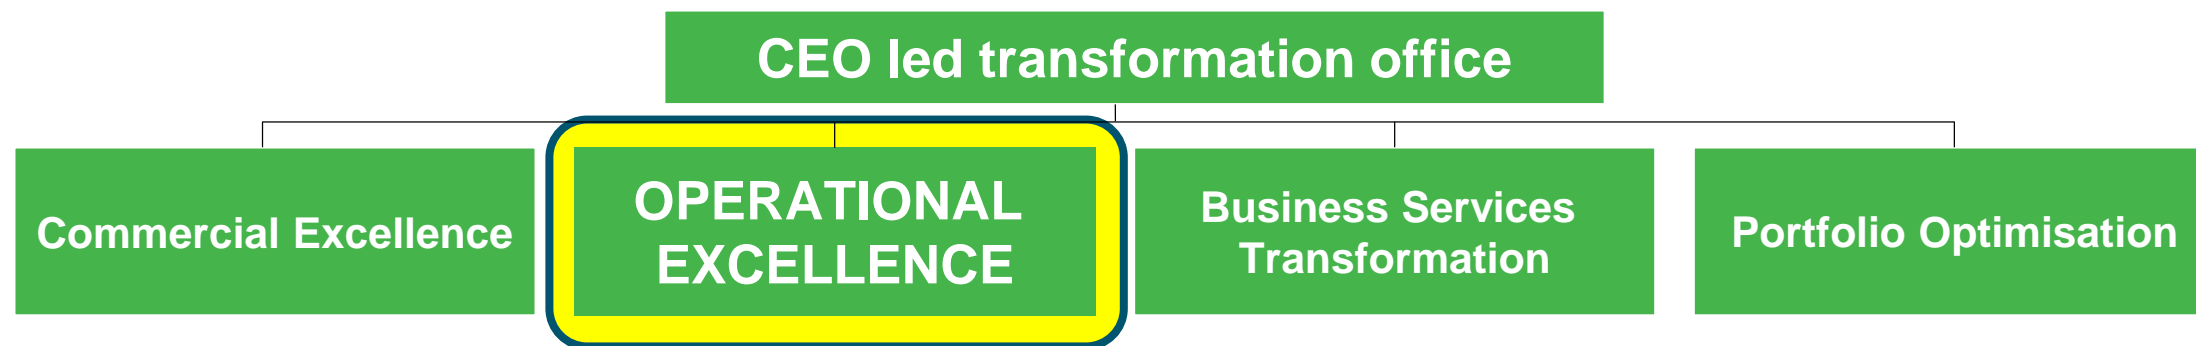 CEO led transformation office
Commercial Excellence
OPERATIONAL
EXCELLENCE
Business Services
Transformation
Portfolio Optimisation